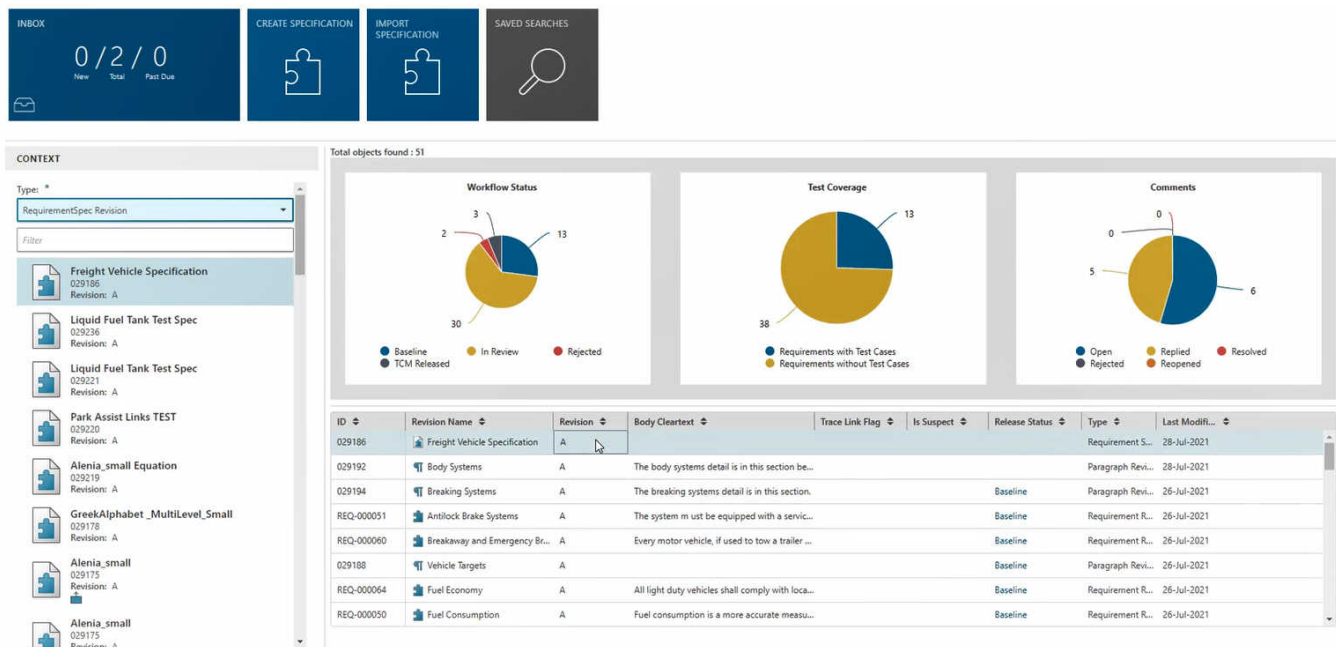 INBOX
0 / 2 / 0
New Total Past Due
CREATE SPECIFICATION
IMPORT
SPECIFICATION
SAVED SEARCHES
CONTEXT
Type: *
RequirementSpec Revision
Filter
Freight Vehicle Specification
029186
Revision: A
Liquid Fuel Tank Test Spec
029236
Revision: A
Liquid Fuel Tank Test Spec
029221
Revision: A
Park Assist Links TEST
029220
Revision: A
Alenia_small Equation
029219
Revision: A
GreekAlphabet _MultiLevel_Small
029178
Revision: A
Alenia_small
029175
Revision: A
Alenia_small
029175
Revision: A
Total objects found : 51
Workflow Status
3
2
13
30
Baseline In Review Rejected
TCM Released
Test Coverage
13
38
Requirements with Test Cases
Requirements without Test Cases
Comments
0
0
5
6
Open Replied Resolved
Rejected Reopened
ID Revision Name Revision Body Cleartext Trace Link Flag Is Suspect Release Status Type Last Modifi...
029186 Freight Vehicle Specification A Requirement S... 28-Jul-2021
029192 Body Systems A The body systems detail is in this section be... Paragraph Revi... 28-Jul-2021
029194 Breaking Systems A The breaking systems detail is in this section. Baseline Paragraph Revi... 26-Jul-2021
REQ-000051 Antilock Brake Systems A The system m ust be equipped with a servic... Baseline Requirement R... 26-Jul-2021
REQ-000060 Breakaway and Emergency Br... A Every motor vehicle, if used to tow a trailer ... Baseline Requirement R... 26-Jul-2021
029188 Vehicle Targets A Baseline Paragraph Revi... 26-Jul-2021
REQ-000064 Fuel Economy A All light duty vehicles shall comply with loca... Baseline Requirement R... 26-Jul-2021
REQ-000050 Fuel Consumption A Fuel consumption is a more accurate measu... Baseline Requirement R... 26-Jul-2021